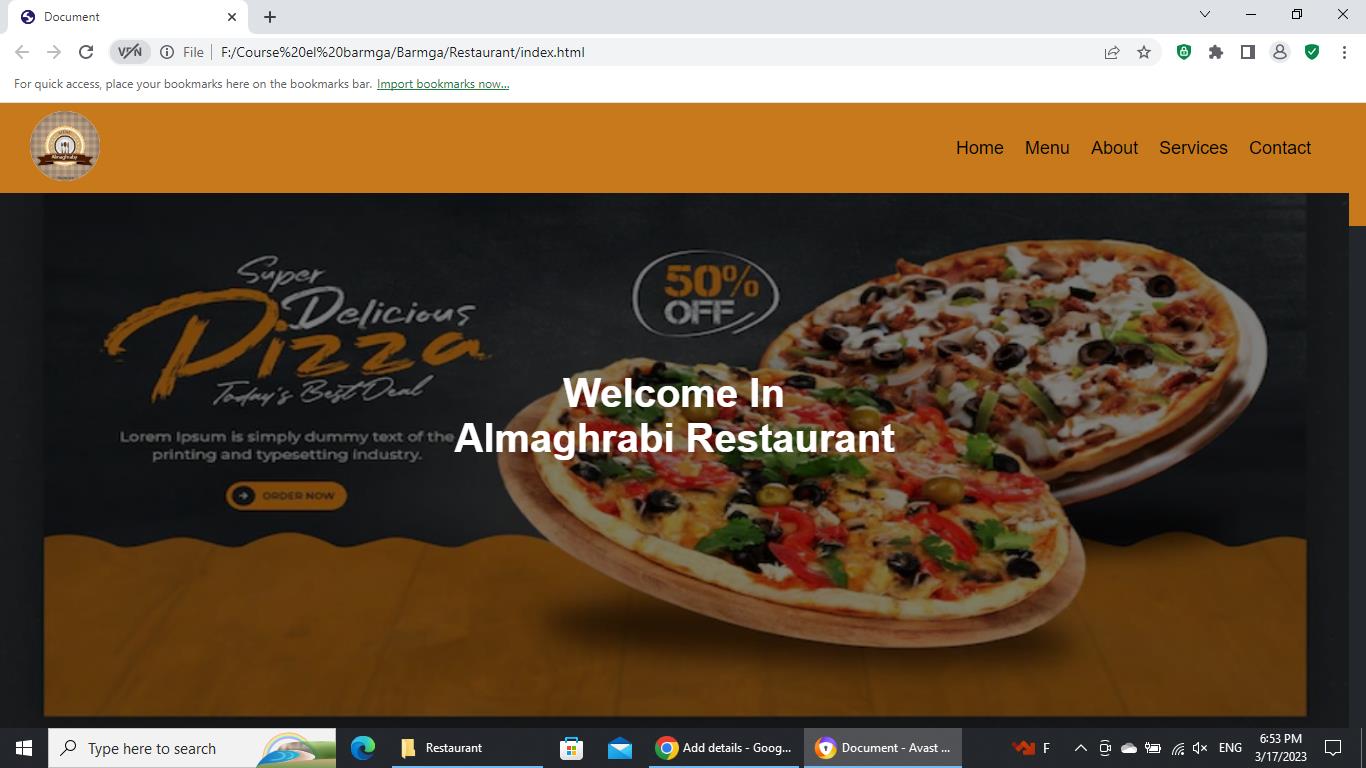 Document
VPN
File
F:/Course%20el%20barmga/Barmga/Restaurant/index.html
For quick access, place your bookmarks here on the bookmarks bar. Import bookmarks now...
Almaghraby
Home Menu About Services Contact
Super
Delicious
Pizza
Today's Best Deal
50%
OFF
Lorem Ipsum is simply dummy text of the
printing and typesetting industry.
ORDER NOW
Welcome In
Almaghrabi Restaurant
Type here to search
Restaurant
Add details - Goog...
Document - Avast ...
F
ENG
6:53 PM
3/17/2023